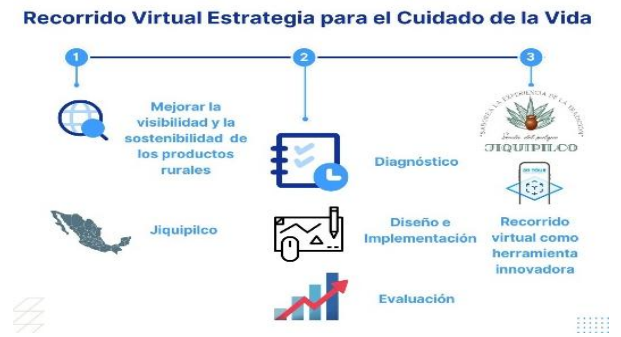 Recorrido Virtual Estrategia para el Cuidado de la Vida
1
2
3
Mejorar la
visibilidad y la
sostenibilidad de
los productos
rurales
Jiquipilco
Diagnóstico
Diseño e
Implementación
Evaluación
JIQUIPILCO
Recorrido
virtual como
herramienta
innovadora